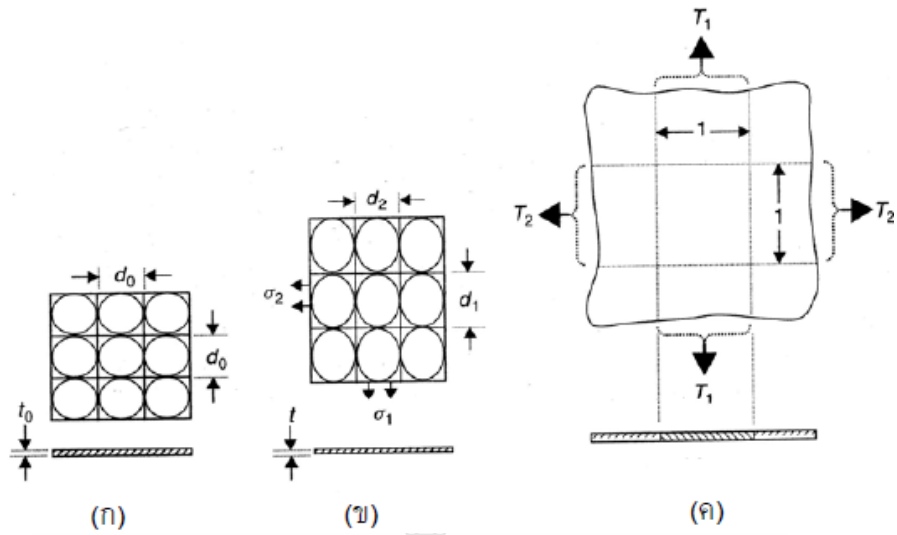 d₀
d₀
t₀
(ก)
d₂
σ₂
d₁
σ₁
t
(ข)
T₁
1
T₂
1
T₂
T₁
(ค)